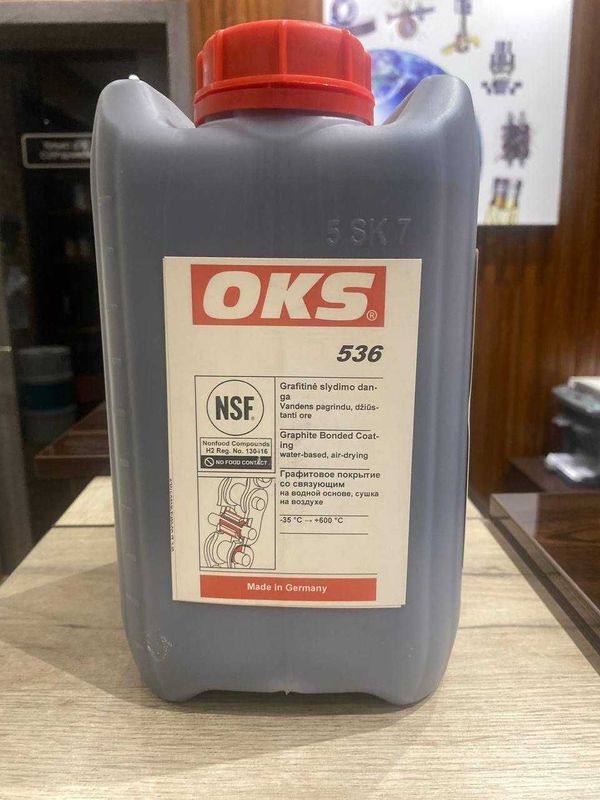 5 SK 7
OKS®
536
Grafitinė slydimo dan-
ga
Vandens pagrindu, džiūs-
tanti ore
NSF®
Nonfood Compounds
H2 Reg. No. 130416
NO FOOD CONTACT
Graphite Bonded Coat-
ing
water-based, air-drying
Графитовое покрытие
со связующим
на водной основе, сушка
на воздухе
-35 °C → +600 °C
Made in Germany